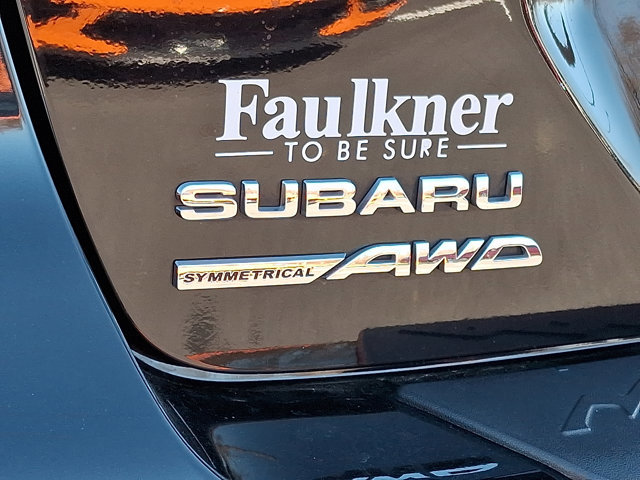 Faulkner
TO BE SURE
SUBARU
SYMMETRICAL AWD